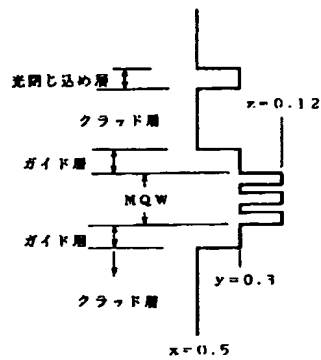 光閉じ込め層
z=0.12
クラッド層
ガイド層
MQW
ガイド層
クラッド層
y=0.3
x=0.5